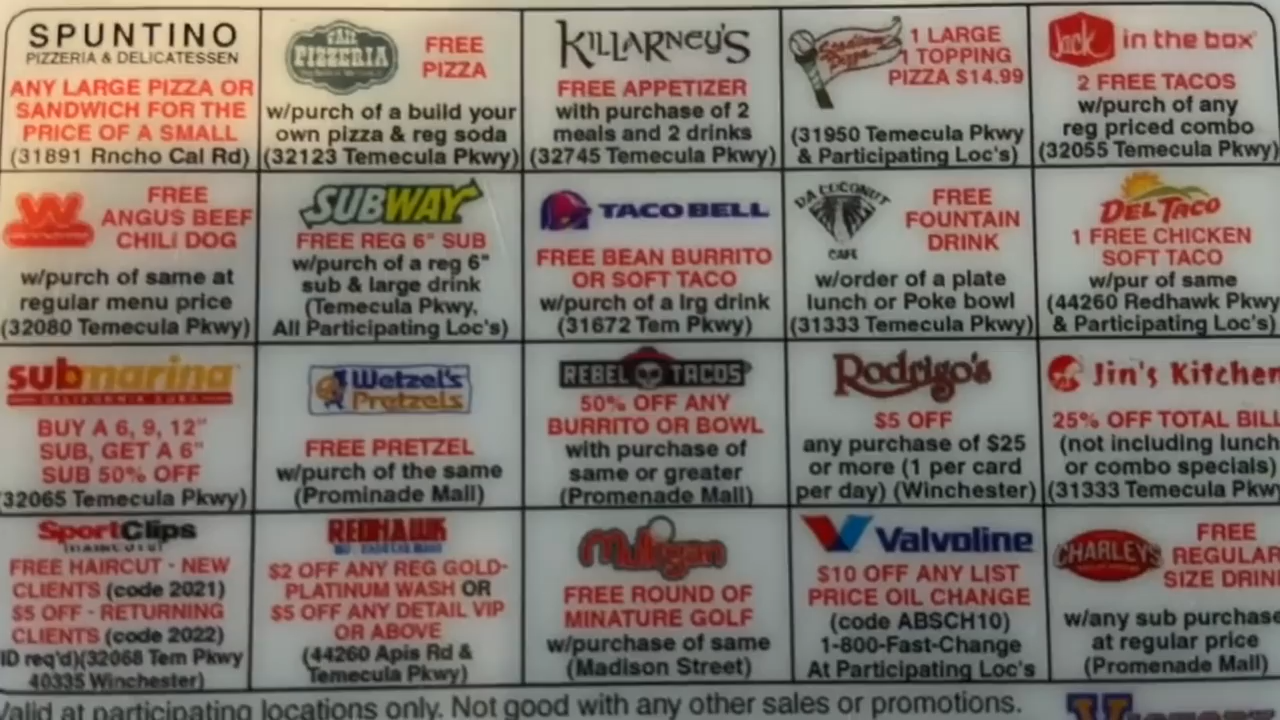 SPUNTINO
PIZZERIA & DELICATESSEN
ANY LARGE PIZZA OR
SANDWICH FOR THE
PRICE OF A SMALL
(31891 Rncho Cal Rd)
PIZZERIA
FREE
PIZZA
w/purch of a build your
own pizza & reg soda
(32123 Temecula Pkwy)
KILLARNEY'S
FREE APPETIZER
with purchase of 2
meals and 2 drinks
(32745 Temecula Pkwy)
Stadium
Pizza
1 LARGE
1 TOPPING
PIZZA $14.99
(31950 Temecula Pkwy
& Participating Loc's)
Jack in the box
2 FREE TACOS
w/purch of any
reg priced combo
(32055 Temecula Pkwy)
W
FREE
ANGUS BEEF
CHILI DOG
w/purch of same at
regular menu price
(32080 Temecula Pkwy)
SUBWAY
FREE REG 6" SUB
w/purch of a reg 6"
sub & large drink
(Temecula Pkwy,
All Participating Loc's)
TACO BELL
FREE BEAN BURRITO
OR SOFT TACO
w/purch of a lrg drink
(31672 Tem Pkwy)
DA COCONUT
CAFE
FREE
FOUNTAIN
DRINK
w/order of a plate
lunch or Poke bowl
(31333 Temecula Pkwy)
DEL TACO
1 FREE CHICKEN
SOFT TACO
w/pur of same
(44260 Redhawk Pkwy
& Participating Loc's)
submarina
CALIFORNIA SUBS
BUY A 6, 9, 12"
SUB, GET A 6"
SUB 50% OFF
(32065 Temecula Pkwy)
Wetzel's
Pretzels
FREE PRETZEL
w/purch of the same
(Prominade Mall)
REBEL TACOS
50% OFF ANY
BURRITO OR BOWL
with purchase of
same or greater
(Promenade Mall)
Rodrigo's
$5 OFF
any purchase of $25
or more (1 per card
per day) (Winchester)
Jin's Kitchen
25% OFF TOTAL BILL
(not including lunch
or combo specials)
(31333 Temecula Pkwy
SportClips
HAIRCUTS
FREE HAIRCUT - NEW
CLIENTS (code 2021)
$5 OFF - RETURNING
CLIENTS (code 2022)
ID req'd)(32068 Tem Pkwy
40335 Winchester)
REDHAWK
$2 OFF ANY REG GOLD-
PLATINUM WASH OR
$5 OFF ANY DETAIL VIP
OR ABOVE
(44260 Apis Rd &
Temecula Pkwy)
Mulligan
FREE ROUND OF
MINATURE GOLF
w/purchase of same
(Madison Street)
Valvoline
$10 OFF ANY LIST
PRICE OIL CHANGE
(code ABSCH10)
1-800-Fast-Change
At Participating Loc's
CHARLEYS
FREE
REGULAR
SIZE DRINK
w/any sub purchase
at regular price
(Promenade Mall)
Valid at participating locations only. Not good with any other sales or promotions.